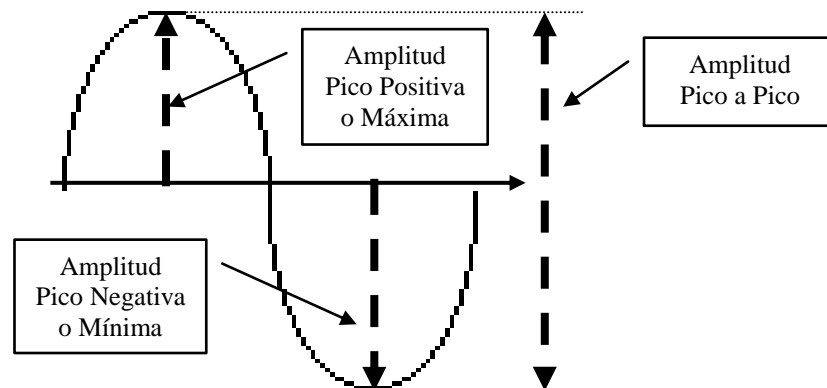 Amplitud
Pico Positiva
o Máxima
Amplitud
Pico a Pico
Amplitud
Pico Negativa
o Mínima